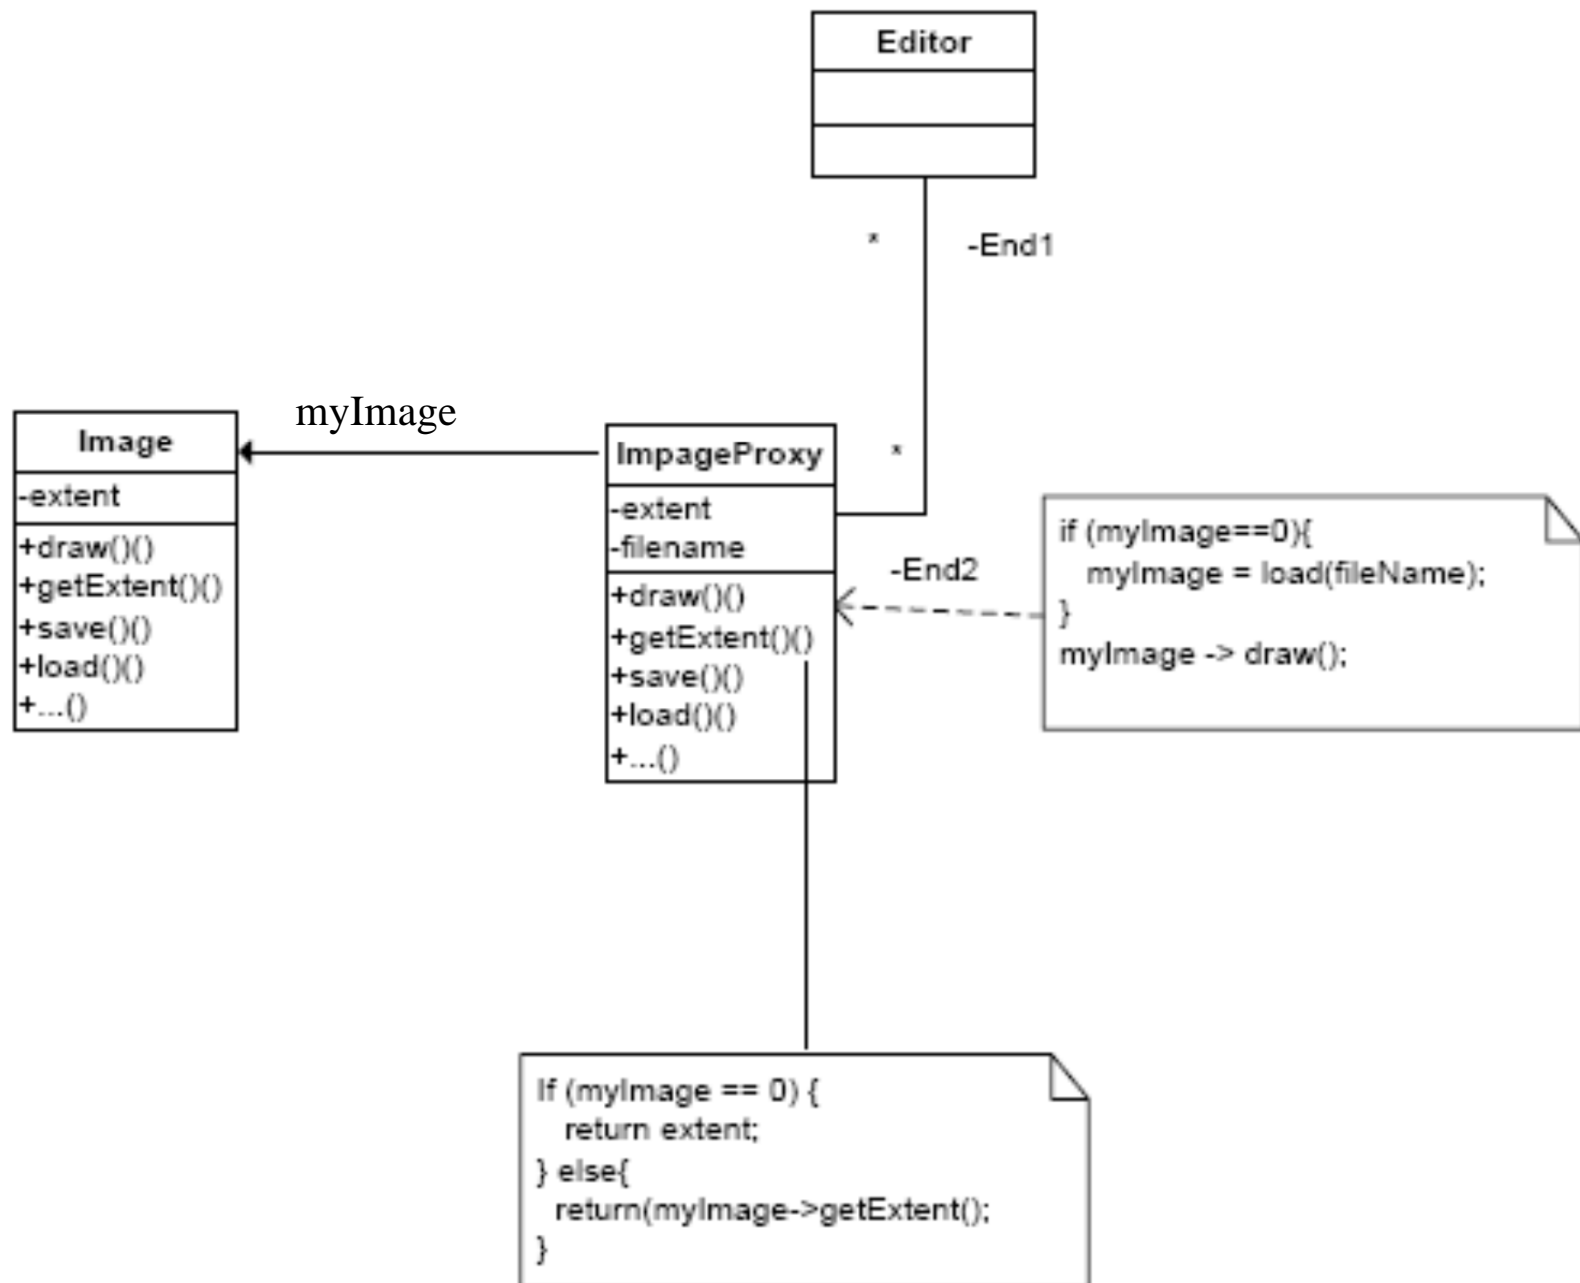 Editor
*
-End1
myImage
Image
-extent
+draw()()
+getExtent()()
+save()()
+load()()
+...()
ImpageProxy
-extent
-filename
+draw()()
+getExtent()()
+save()()
+load()()
+...()
*
-End2
if (myImage==0){
myImage = load(fileName);
}
myImage -> draw();
If (myImage == 0) {
return extent;
} else{
return(myImage->getExtent();
}